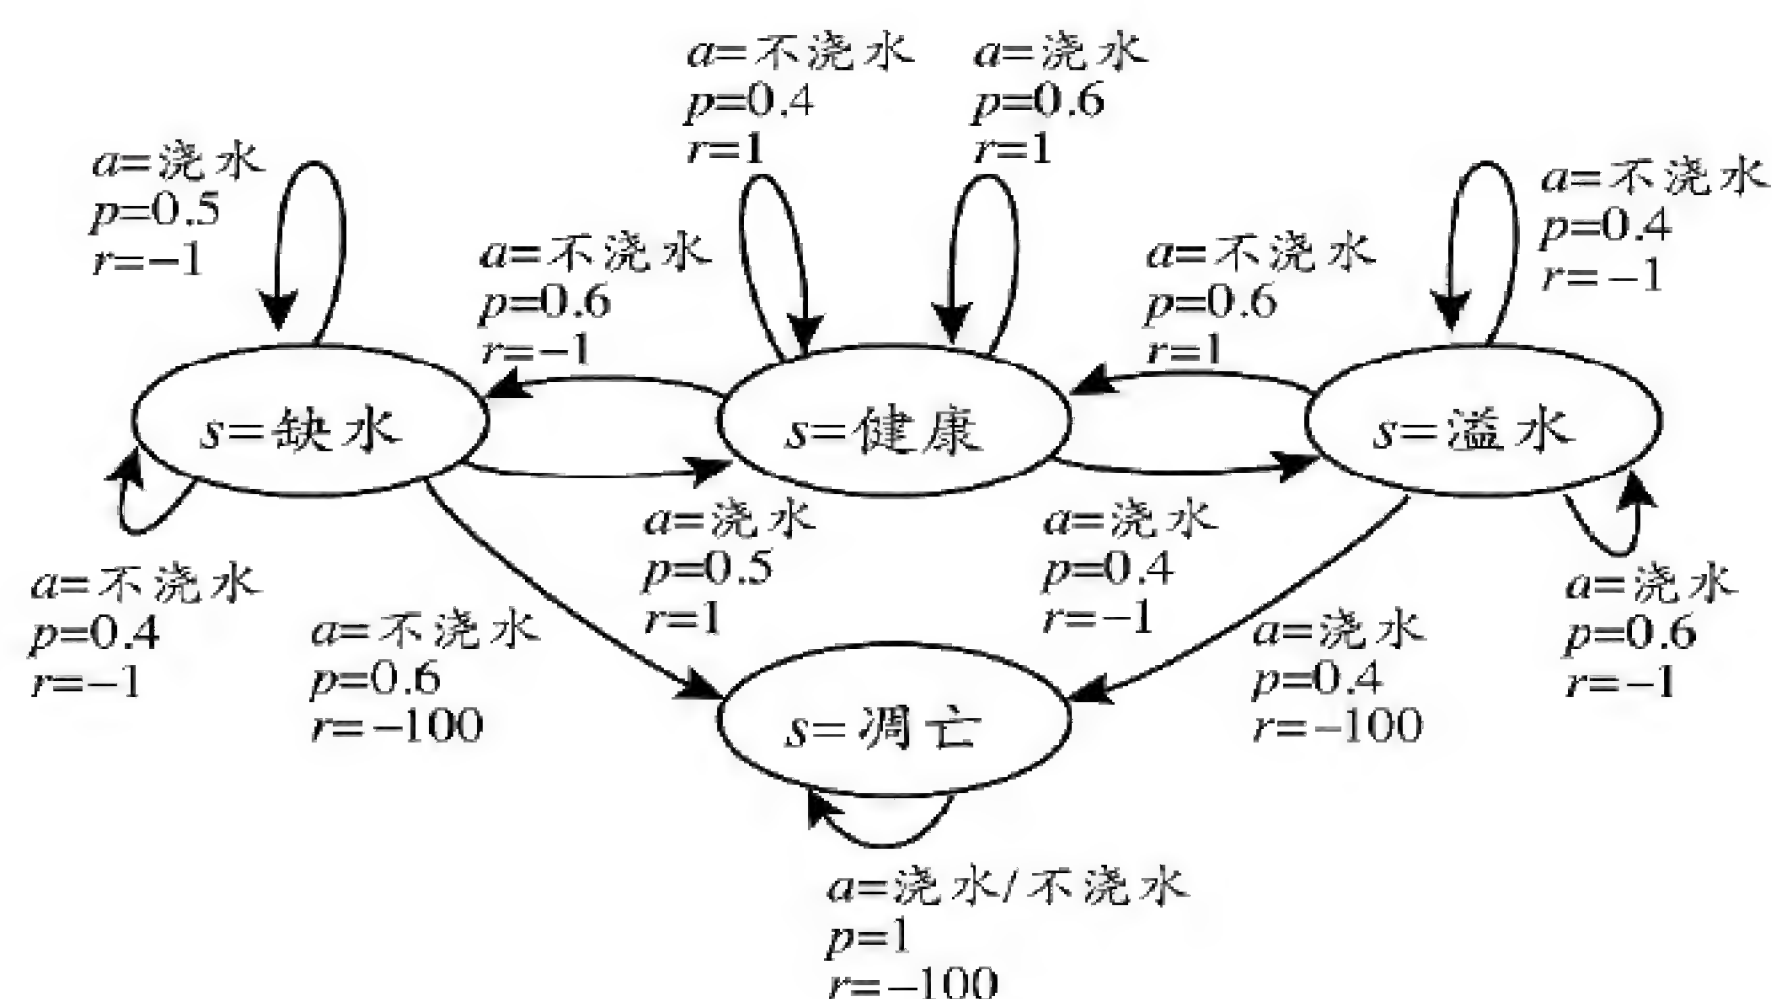 a=不浇水
p=0.4
r=1
a=浇水
p=0.6
r=1
a=浇水
p=0.5
r=-1
a=不浇水
p=0.6
r=-1
a=不浇水
p=0.6
r=1
a=不浇水
p=0.4
r=-1
s=缺水
s=健康
s=溢水
a=不浇水
p=0.4
r=-1
a=不浇水
p=0.6
r=-100
a=浇水
p=0.5
r=1
a=浇水
p=0.4
r=-1
a=浇水
p=0.4
r=-100
a=浇水
p=0.6
r=-1
s=凋亡
a=浇水/不浇水
p=1
r=-100